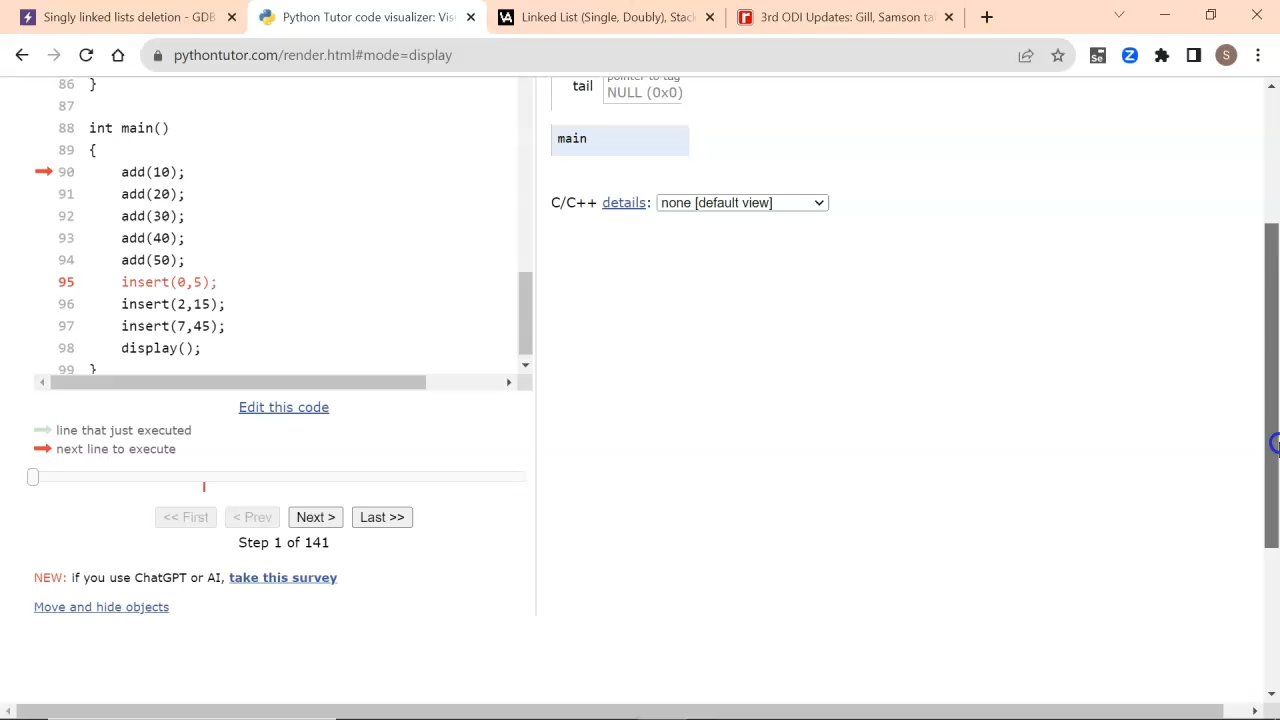 Singly linked lists deletion - GDB
Python Tutor code visualizer: Vis
Linked List (Single, Doubly), Stack
3rd ODI Updates: Gill, Samson ta
pythontutor.com/render.html#mode=display
Se
Z
S
86 }
87
88 int main()
89 {
90 add(10);
91 add(20);
92 add(30);
93 add(40);
94 add(50);
95 insert(0,5);
96 insert(2,15);
97 insert(7,45);
98 display();
99 }
Edit this code
line that just executed
next line to execute
<< First
< Prev
Next >
Last >>
Step 1 of 141
NEW: if you use ChatGPT or AI, take this survey
Move and hide objects
tail
NULL (0x0)
main
C/C++ details: none [default view]